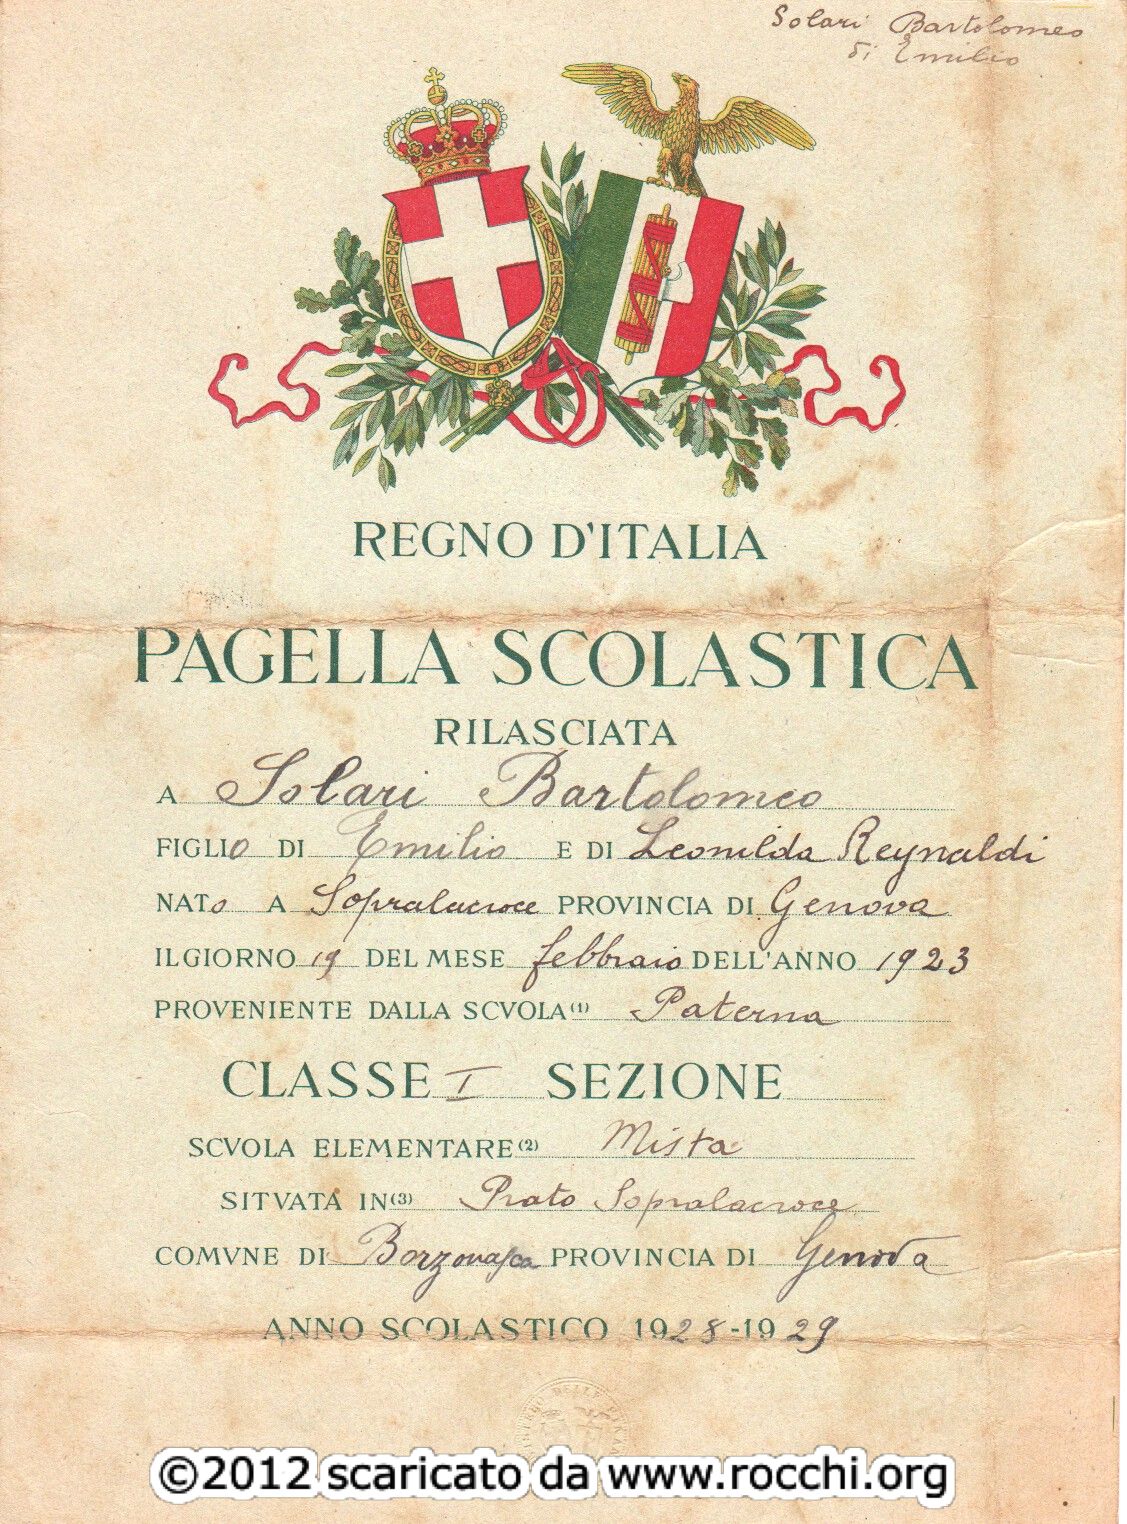 Solari Bartolomeo
di Emilio
REGNO D'ITALIA
PAGELLA SCOLASTICA
RILASCIATA
A Solari Bartolomeo
FIGLIO DI Emilio E DI Leonilda Reynaldi
NATo A Sopralacroce PROVINCIA DI Genova
IL GIORNO 19 DEL MESE febbraio DELL'ANNO 1923
PROVENIENTE DALLA SCVOLA (1) Paterna
CLASSE I SEZIONE
SCVOLA ELEMENTARE (2) Mista
SITVATA IN (3) Prato Sopralacroce
COMVNE DI Borzonasca PROVINCIA DI Genova
ANNO SCOLASTICO 1928-1929
©2012 scaricato da www.rocchi.org